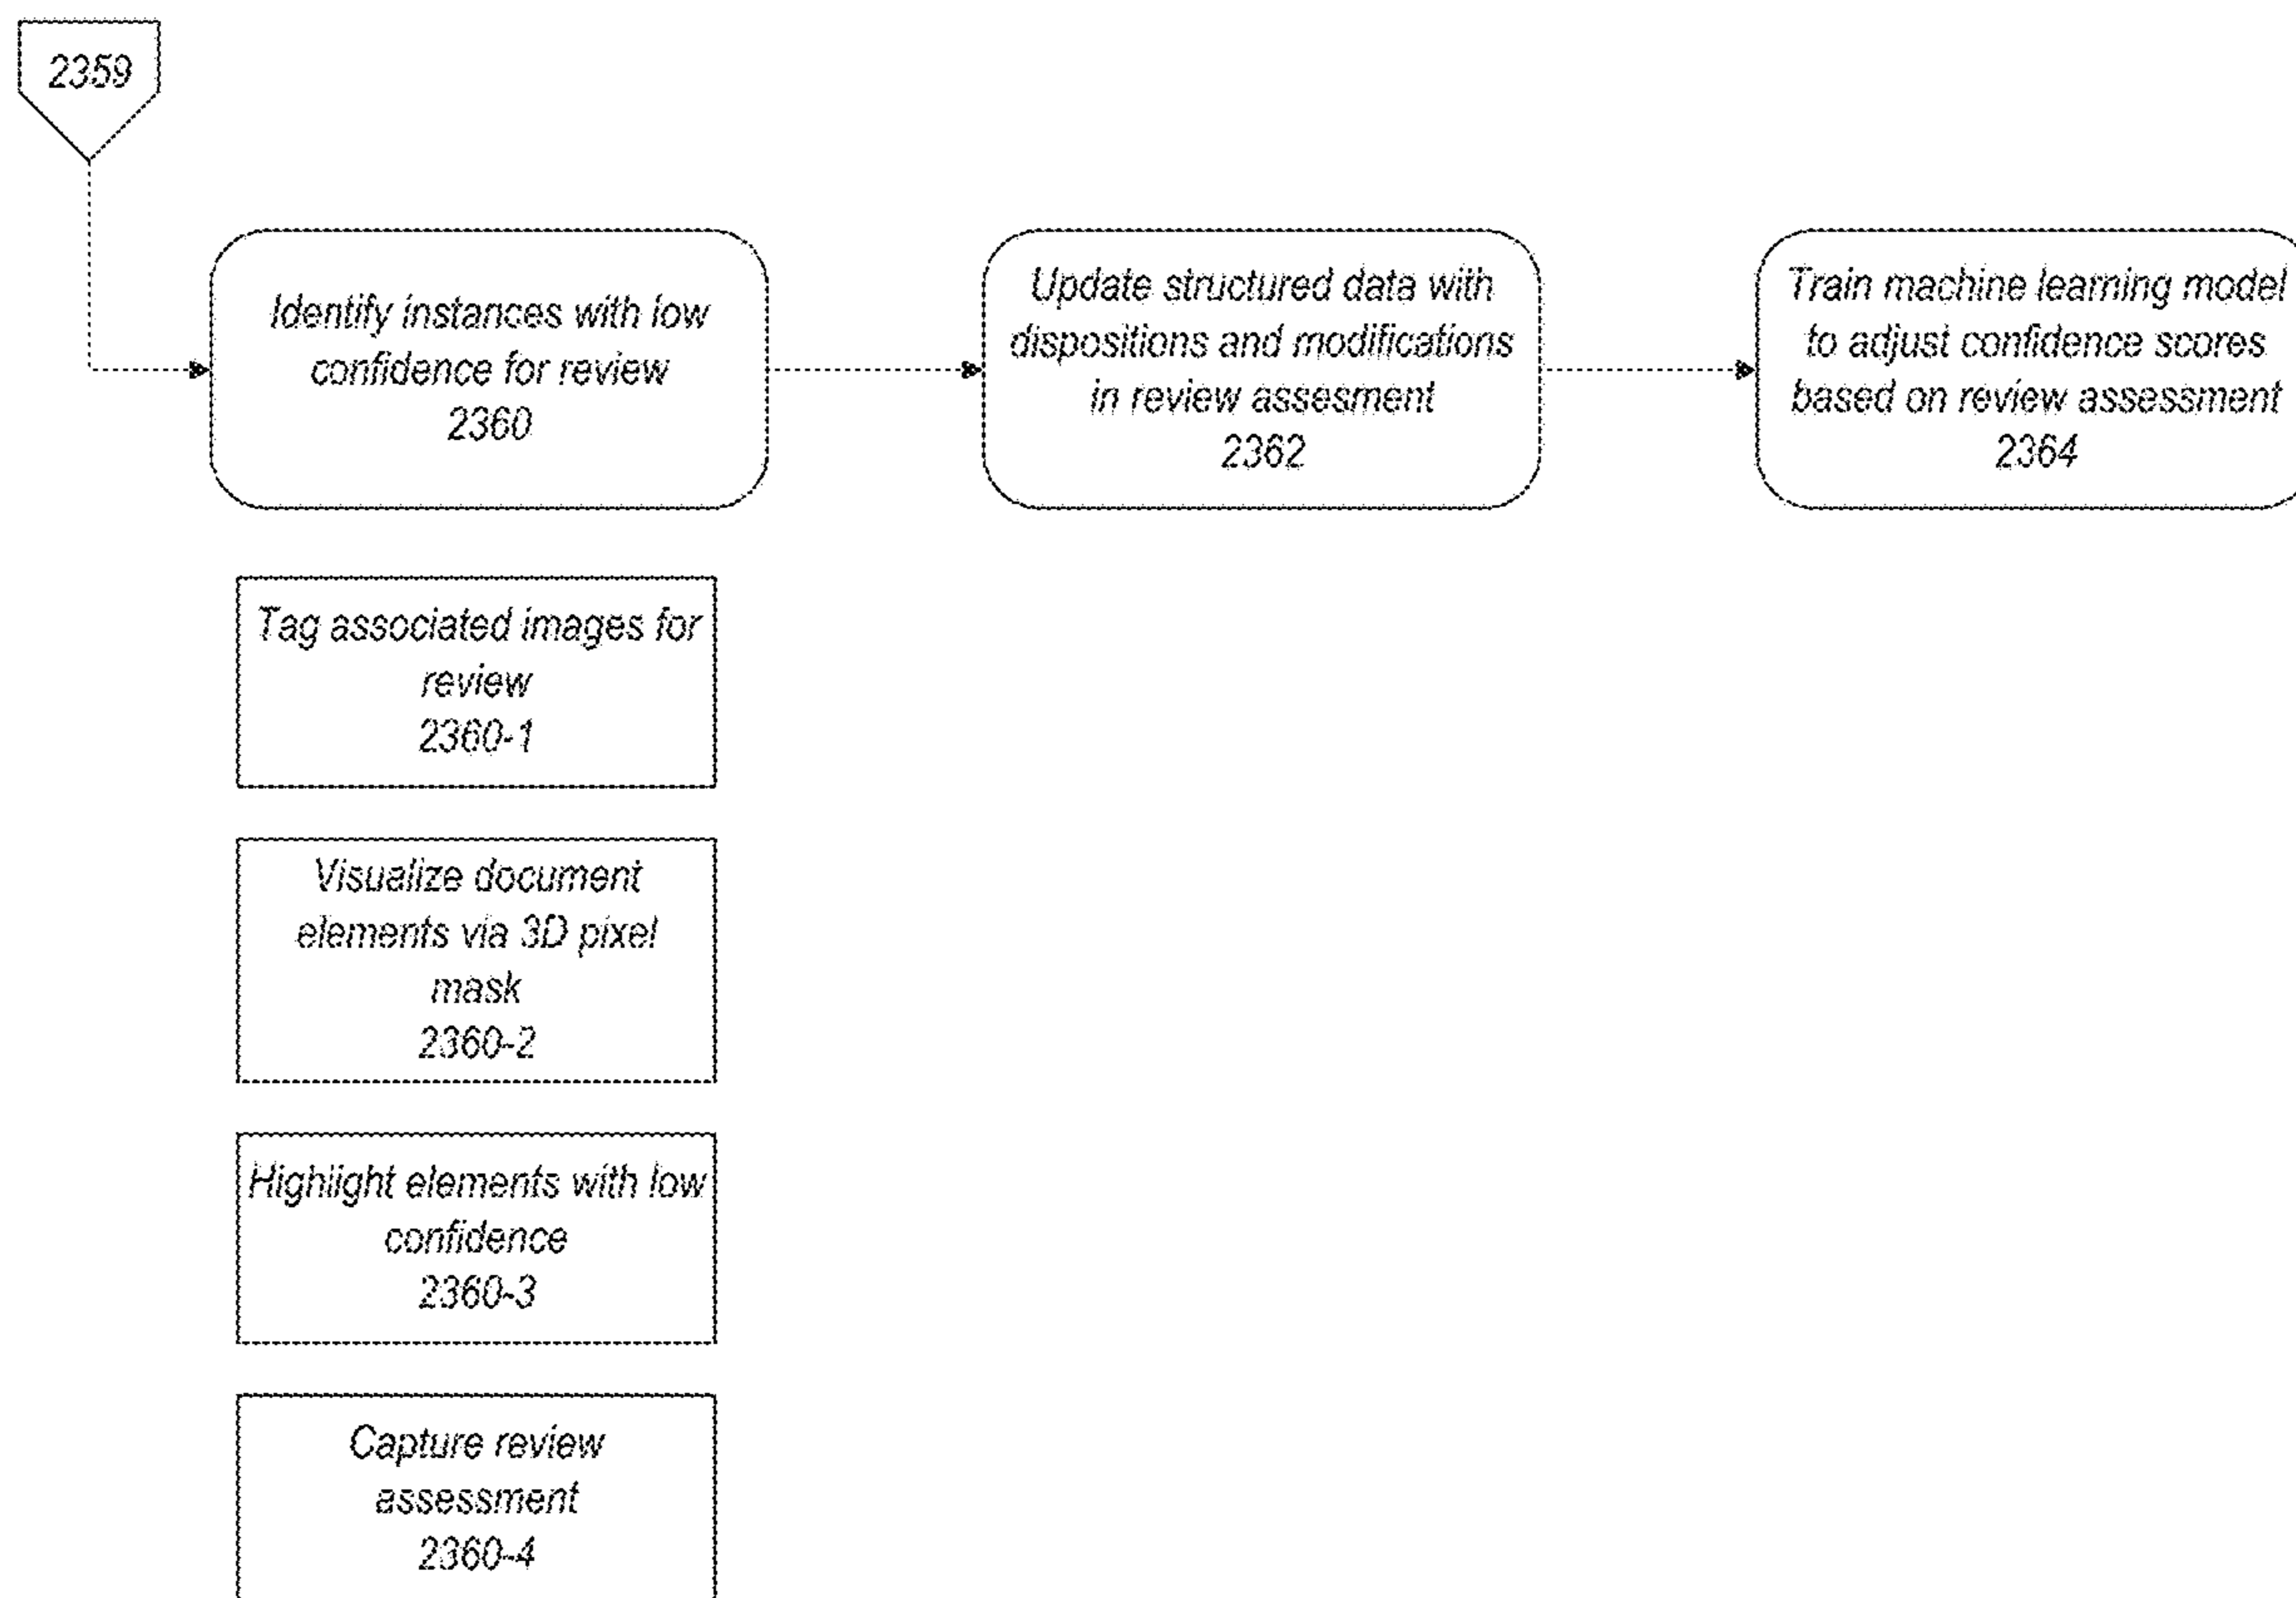 2359
Identify instances with low
confidence for review
2360
Update structured data with
dispositions and modifications
in review assesment
2362
Train machine learning model
to adjust confidence scores
based on review assessment
2364
Tag associated images for
review
2360-1
Visualize document
elements via 3D pixel
mask
2360-2
Highlight elements with low
confidence
2360-3
Capture review
assessment
2360-4